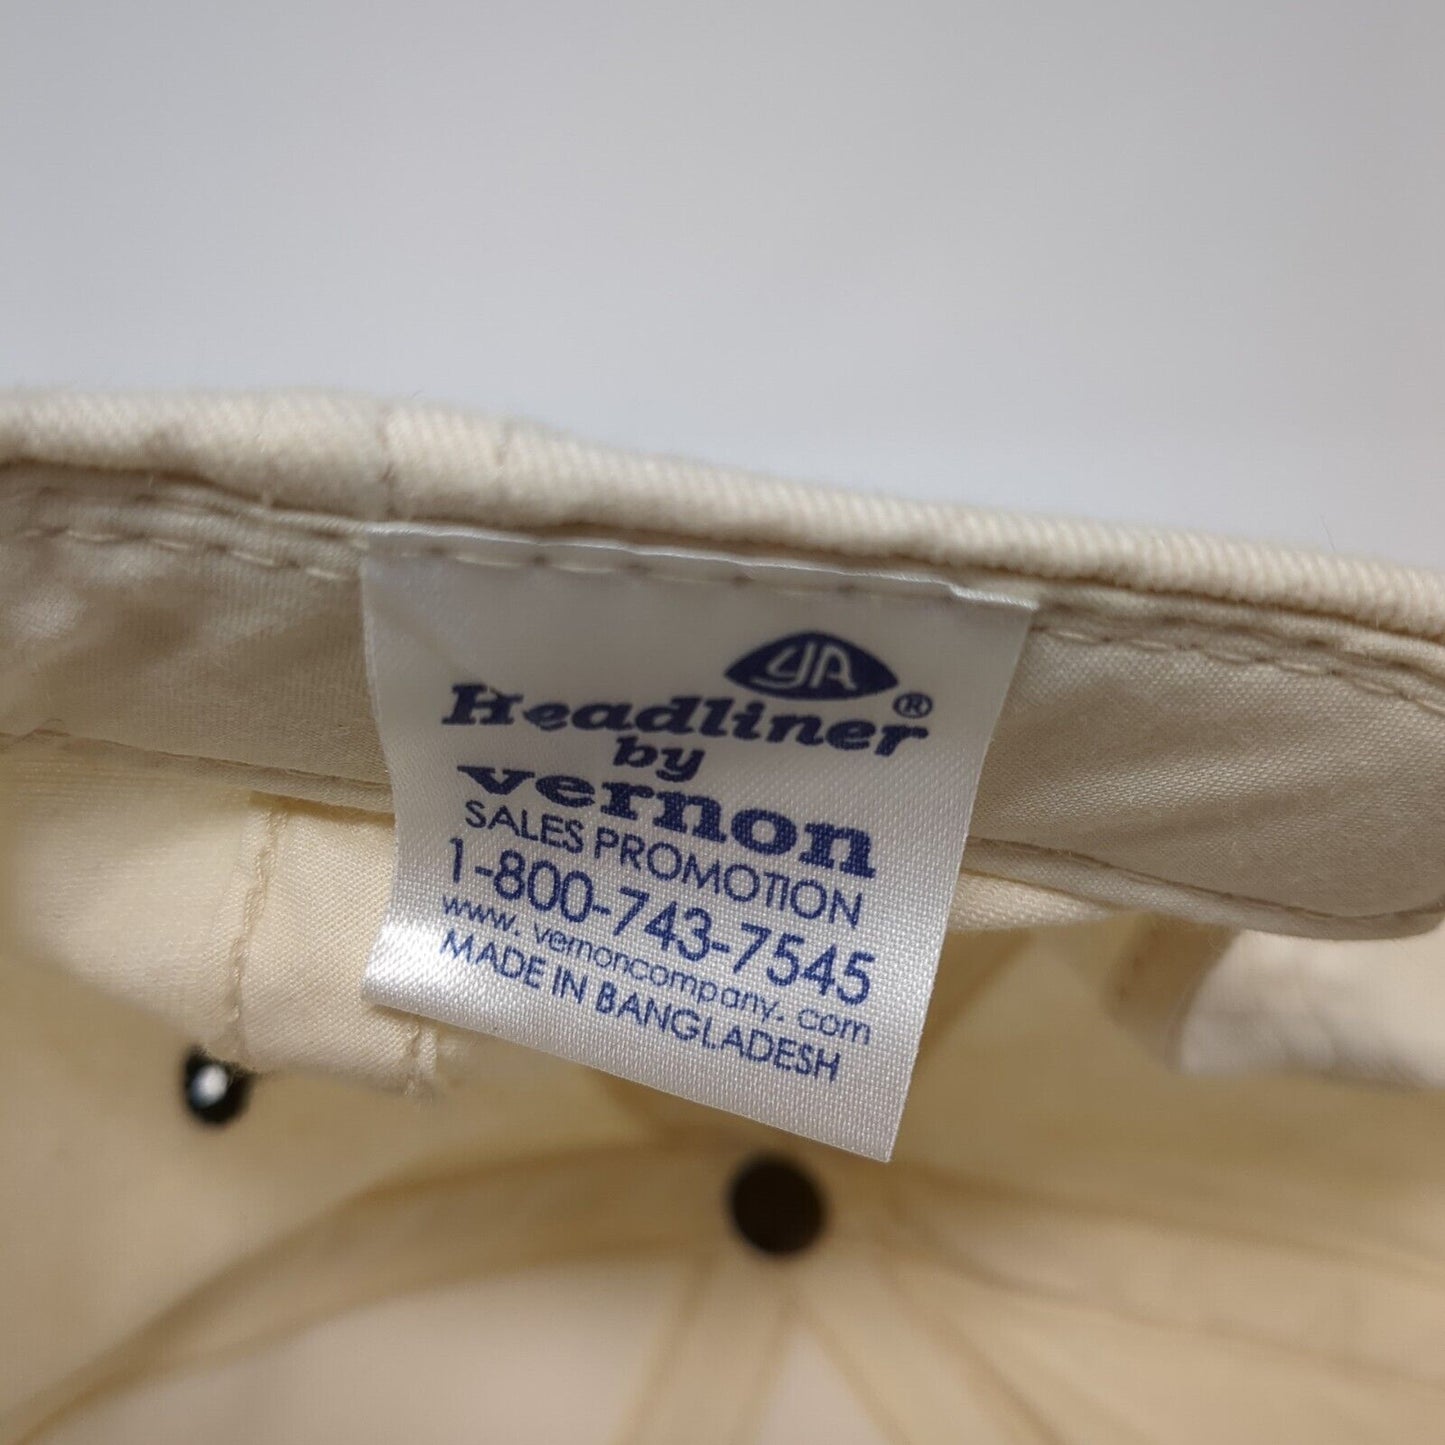 YA
Headliner®
by
vernon
SALES PROMOTION
1-800-743-7545
www.vernoncompany.com
MADE IN BANGLADESH